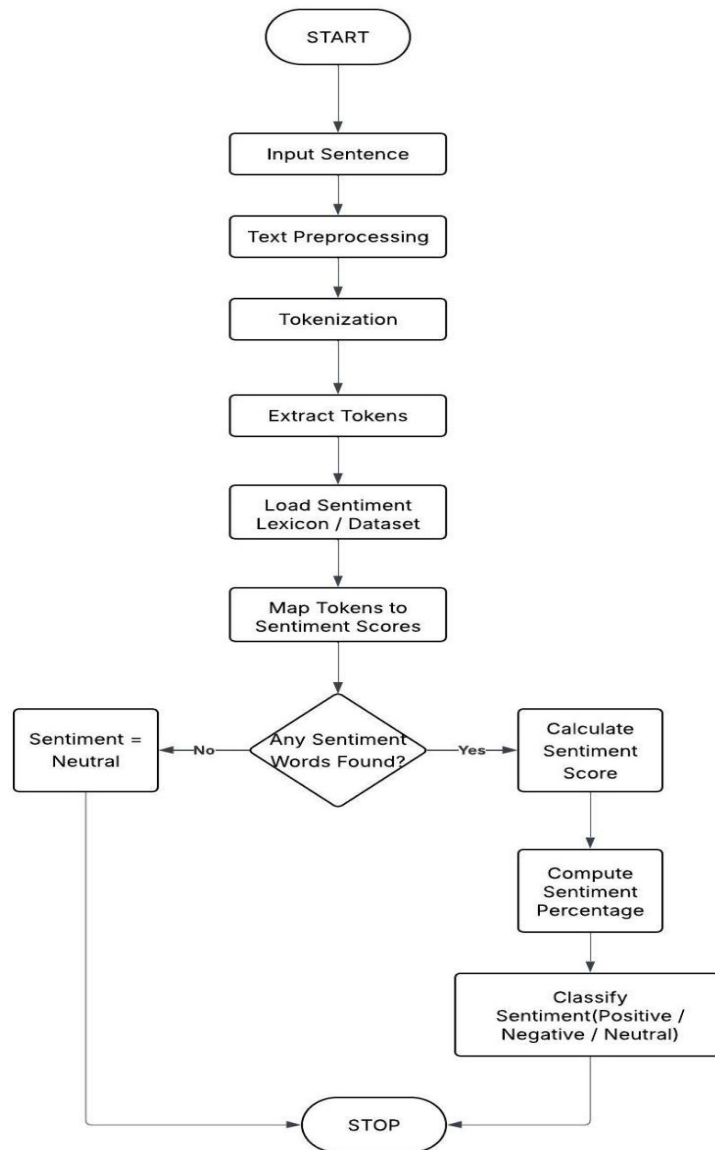 START
Input Sentence
Text Preprocessing
Tokenization
Extract Tokens
Load Sentiment
Lexicon / Dataset
Map Tokens to
Sentiment Scores
Any Sentiment
Words Found?
No
Sentiment =
Neutral
Yes
Calculate
Sentiment
Score
Compute
Sentiment
Percentage
Classify
Sentiment(Positive /
Negative / Neutral)
STOP